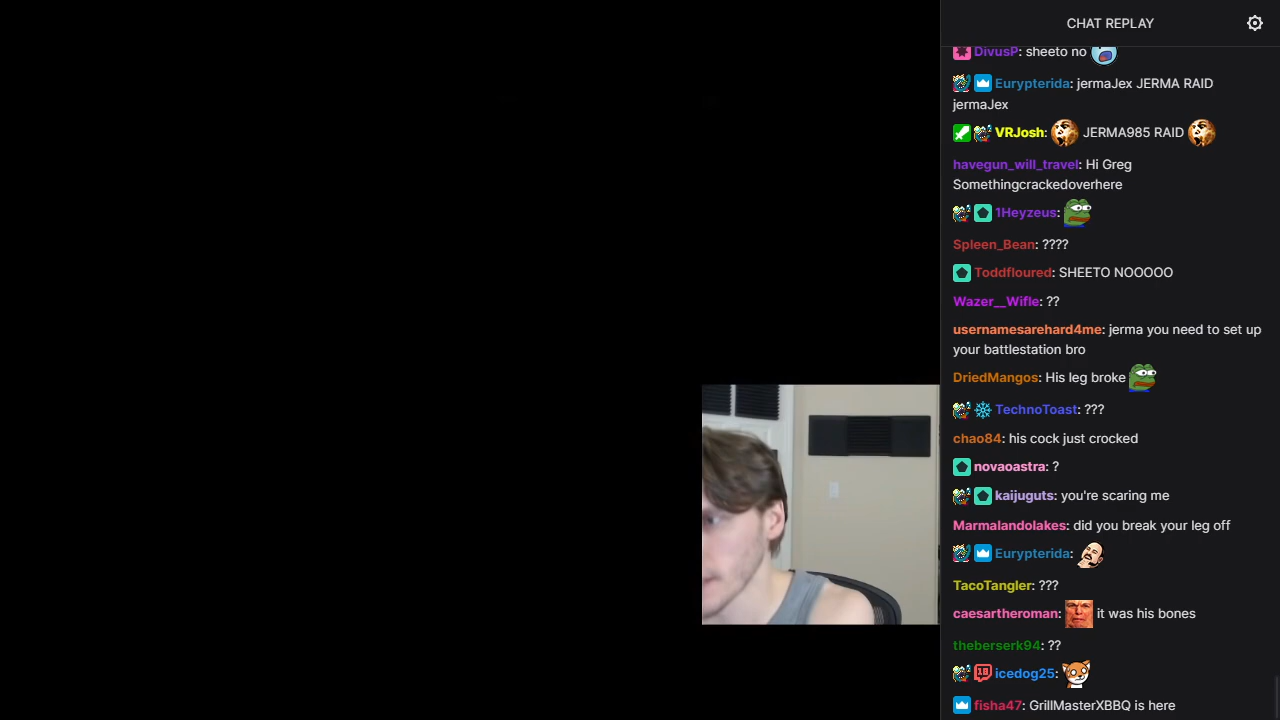 CHAT REPLAY
DivusP: sheeto no
Eurypterida: jermaJex JERMA RAID
jermaJex
VRJosh: JERMA985 RAID
havegun_will_travel: Hi Greg
Somethingcrackedoverhere
1Heyzeus:
Spleen_Bean: ????
Toddfloured: SHEETO NOOOOO
Wazer__Wifle: ??
usernamesarehard4me: jerma you need to set up
your battlestation bro
DriedMangos: His leg broke
TechnoToast: ???
chao84: his cock just crocked
novaoastra: ?
kaijuguts: you're scaring me
Marmalandolakes: did you break your leg off
Eurypterida:
TacoTangler: ???
caesartheroman: it was his bones
theberserk94: ??
icedog25:
fisha47: GrillMasterXBBQ is here